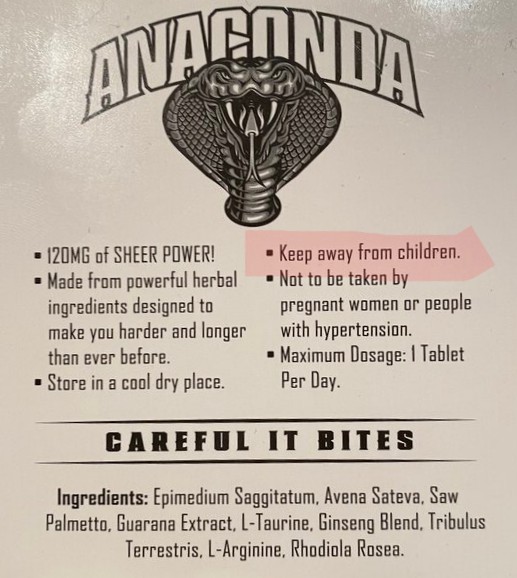 ANACONDA
▪ 120MG of SHEER POWER!
▪ Made from powerful herbal
ingredients designed to
make you harder and longer
than ever before.
▪ Store in a cool dry place.
▪ Keep away from children.
▪ Not to be taken by
pregnant women or people
with hypertension.
▪ Maximum Dosage: 1 Tablet
Per Day.
CAREFUL IT BITES
Ingredients: Epimedium Saggitatum, Avena Sateva, Saw
Palmetto, Guarana Extract, L-Taurine, Ginseng Blend, Tribulus
Terrestris, L-Arginine, Rhodiola Rosea.